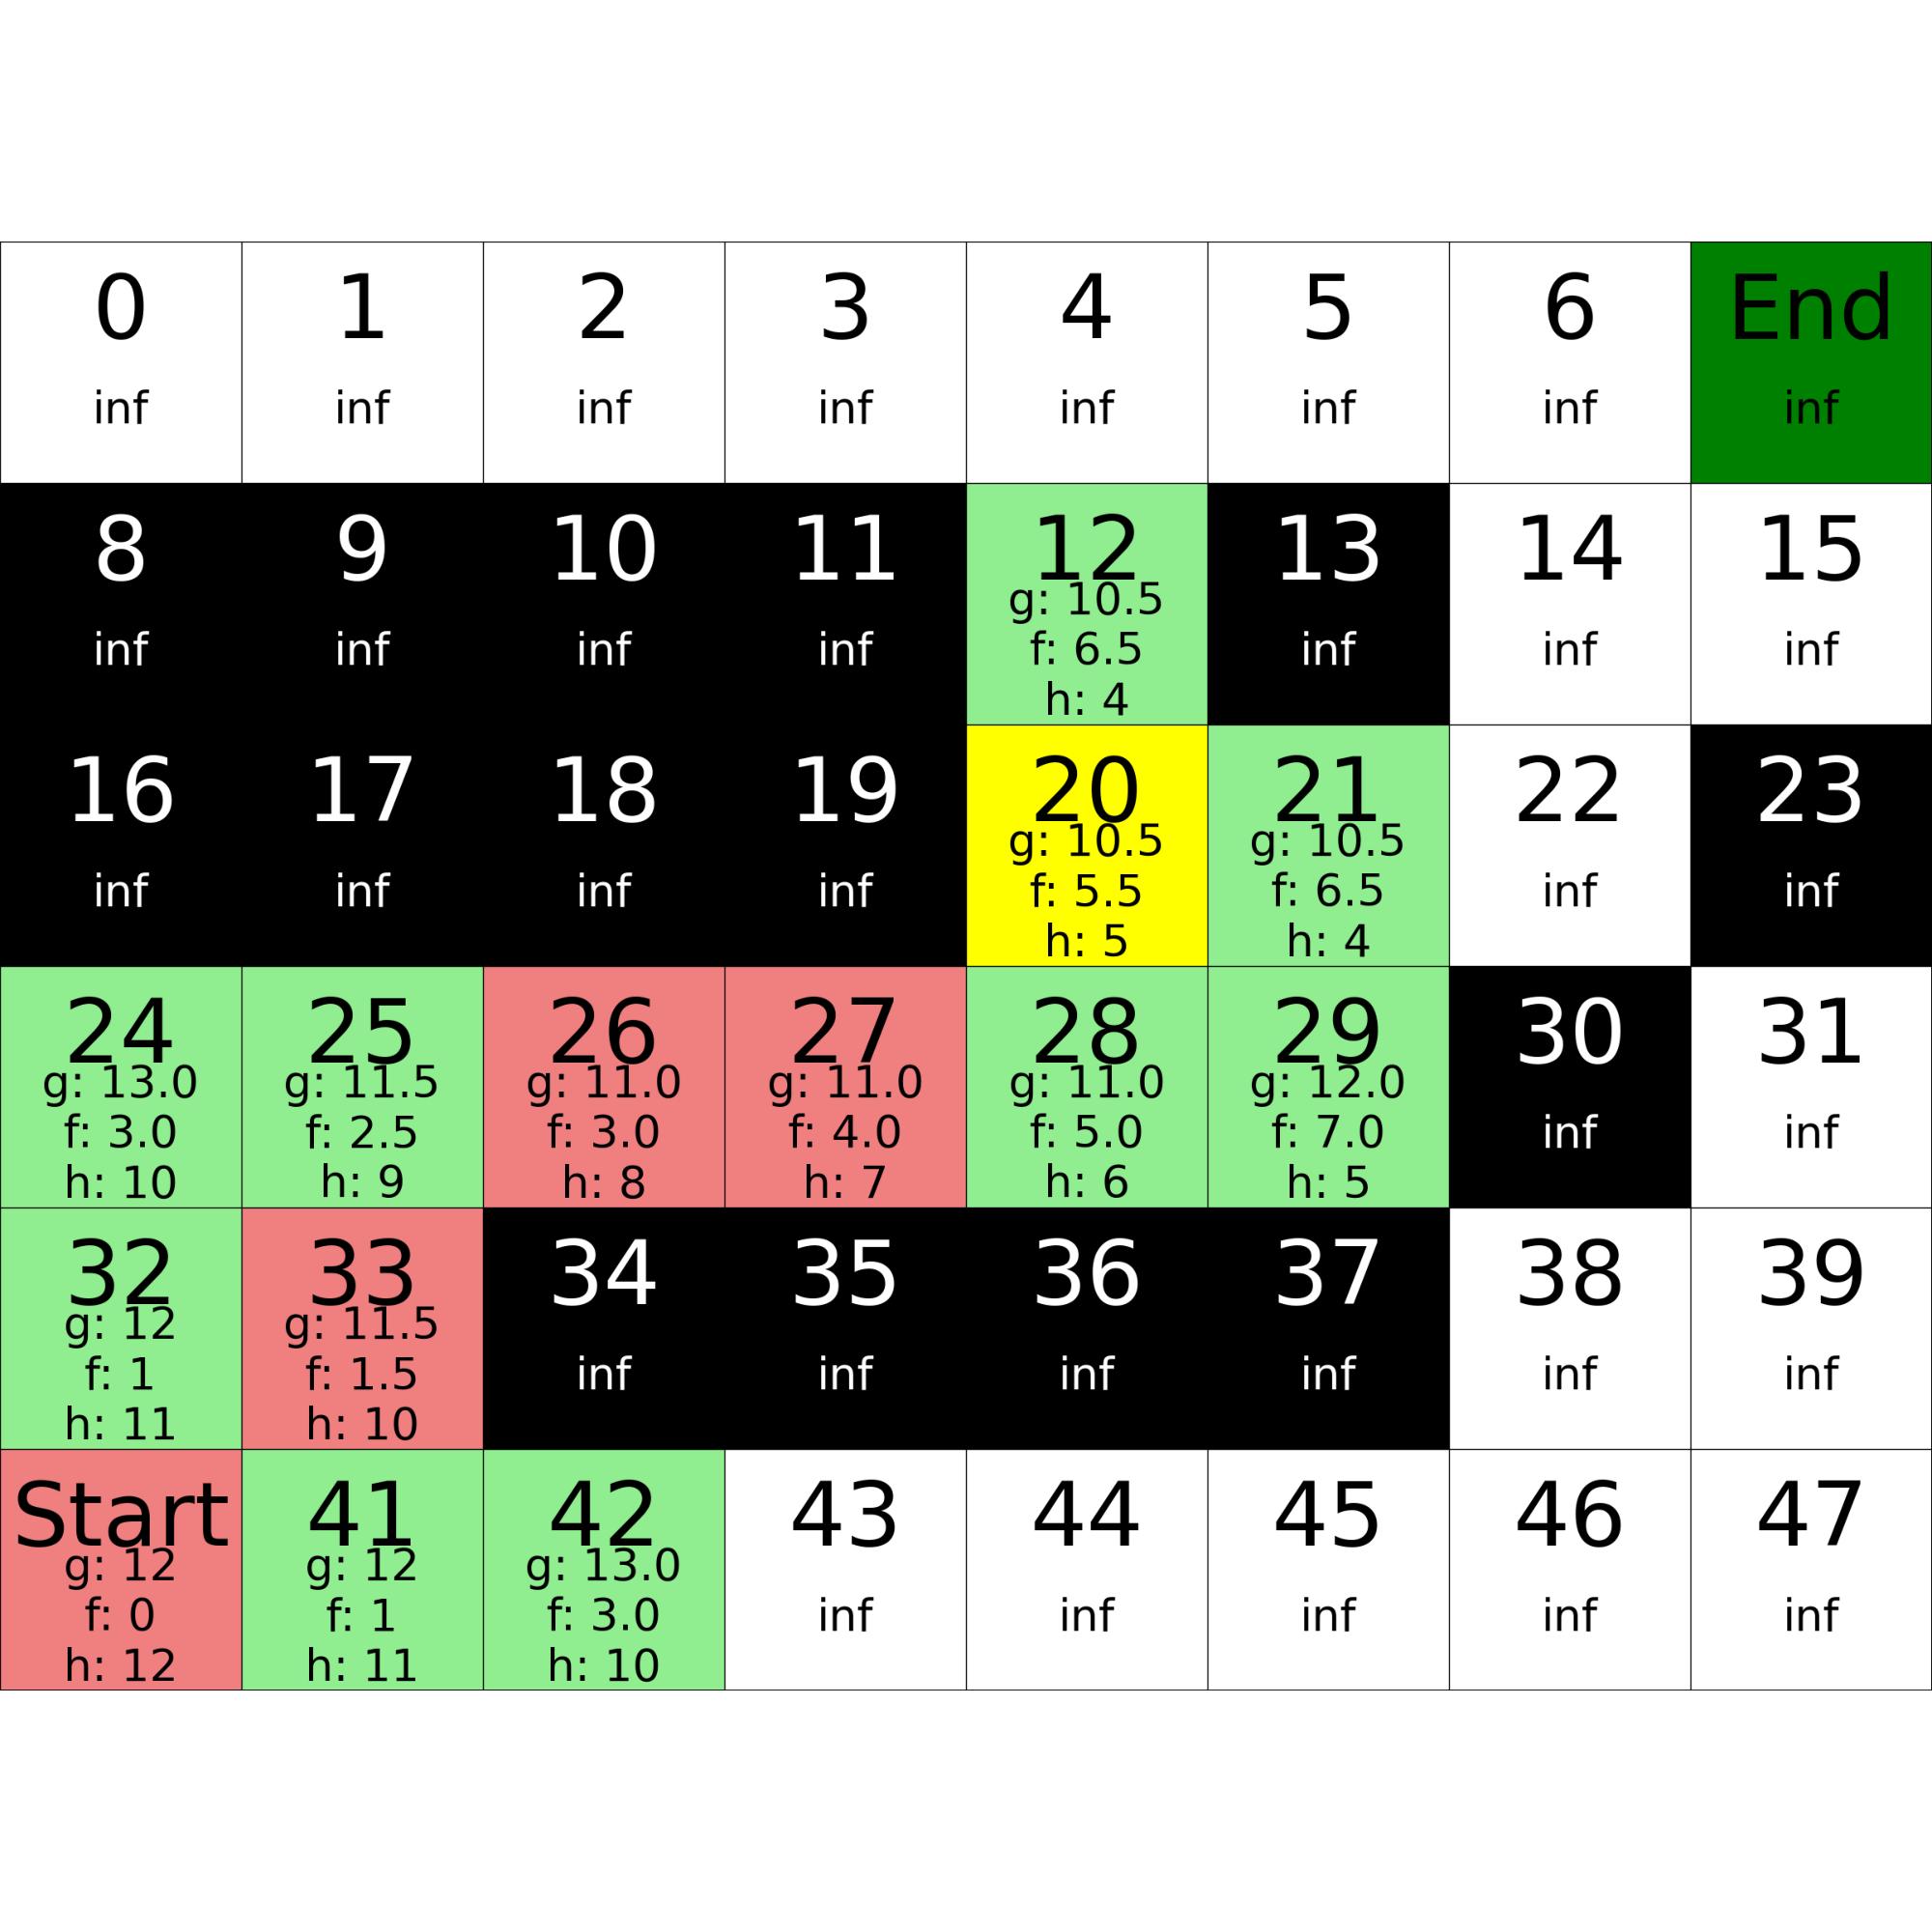 0 1 2 3 4 5 6 End
inf inf inf inf inf inf inf inf
8 9 10 11 12 13 14 15
g: 10.5
inf inf inf inf f: 6.5 inf inf inf
h: 4
16 17 18 19 20 21 22 23
g: 10.5 g: 10.5
inf inf inf inf f: 5.5 f: 6.5 inf inf
h: 5 h: 4
24 25 26 27 28 29 30 31
g: 13.0 g: 11.5 g: 11.0 g: 11.0 g: 11.0 g: 12.0
f: 3.0 f: 2.5 f: 3.0 f: 4.0 f: 5.0 f: 7.0 inf inf
h: 10 h: 9 h: 8 h: 7 h: 6 h: 5
32 33 34 35 36 37 38 39
g: 12 g: 11.5
f: 1 f: 1.5 inf inf inf inf inf inf
h: 11 h: 10
Start 41 42 43 44 45 46 47
g: 12 g: 12 g: 13.0
f: 0 f: 1 f: 3.0 inf inf inf inf inf
h: 12 h: 11 h: 10